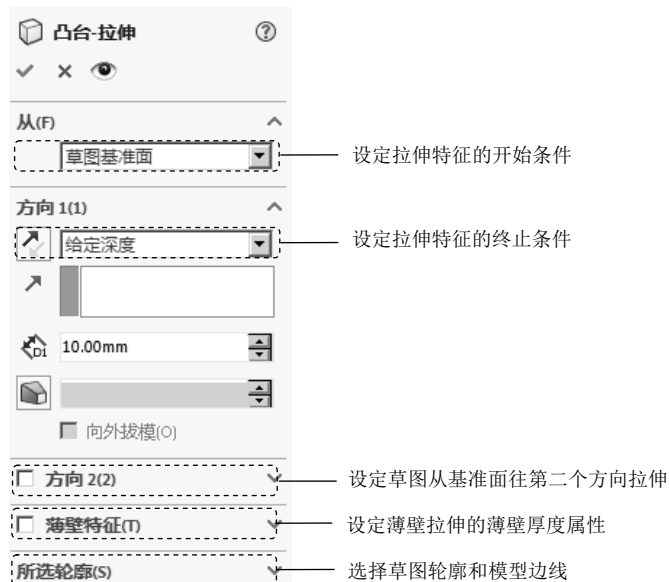 凸台-拉伸
从(F)
草图基准面
设定拉伸特征的开始条件
方向 1(1)
给定深度
设定拉伸特征的终止条件
D1 10.00mm
向外拔模(O)
方向 2(2)
设定草图从基准面往第二个方向拉伸
薄壁特征(T)
设定薄壁拉伸的薄壁厚度属性
所选轮廓(S)
选择草图轮廓和模型边线